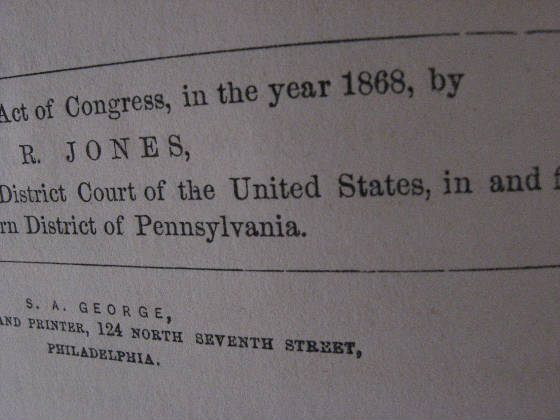 Act of Congress, in the year 1868, by
R. JONES,
District Court of the United States, in and f
rn District of Pennsylvania.
S. A. GEORGE,
AND PRINTER, 124 NORTH SEVENTH STREET,
PHILADELPHIA.